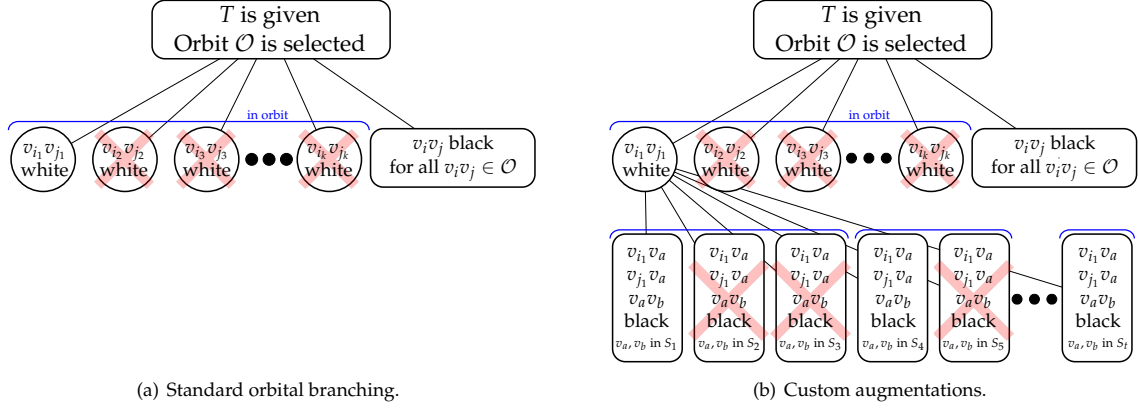 T is given
Orbit 𝒪 is selected
in orbit
v_{i_1}v_{j_1} white
v_{i_2}v_{j_2} white
v_{i_3}v_{j_3} white
v_{i_k}v_{j_k} white
v_i v_j black
for all v_i v_j ∈ 𝒪
(a) Standard orbital branching.
T is given
Orbit 𝒪 is selected
in orbit
v_{i_1}v_{j_1} white
v_{i_2}v_{j_2} white
v_{i_3}v_{j_3} white
v_{i_k}v_{j_k} white
v_i v_j black
for all v_i v_j ∈ 𝒪
v_{i_1}v_a
v_{j_1}v_a
v_a v_b
black
v_a, v_b in S_1
v_{i_1}v_a
v_{j_1}v_a
v_a v_b
black
v_a, v_b in S_2
v_{i_1}v_a
v_{j_1}v_a
v_a v_b
black
v_a, v_b in S_3
v_{i_1}v_a
v_{j_1}v_a
v_a v_b
black
v_a, v_b in S_4
v_{i_1}v_a
v_{j_1}v_a
v_a v_b
black
v_a, v_b in S_5
v_{i_1}v_a
v_{j_1}v_a
v_a v_b
black
v_a, v_b in S_t
(b) Custom augmentations.